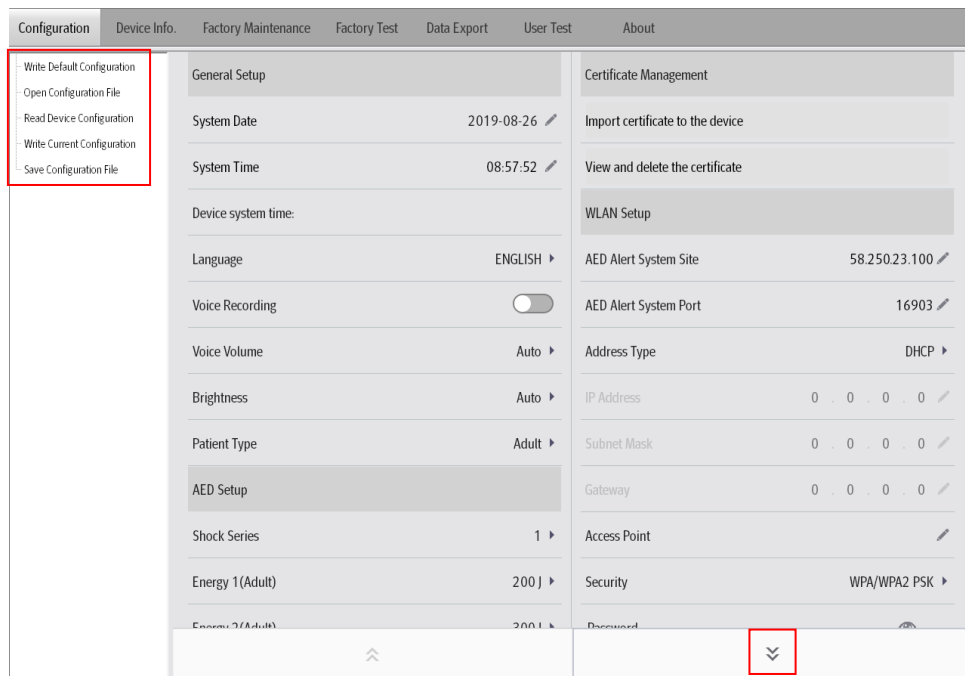 Configuration Device Info. Factory Maintenance Factory Test Data Export User Test About
Write Default Configuration
Open Configuration File
Read Device Configuration
Write Current Configuration
Save Configuration File
General Setup
System Date 2019-08-26
System Time 08:57:52
Device system time:
Language ENGLISH
Voice Recording
Voice Volume Auto
Brightness Auto
Patient Type Adult
AED Setup
Shock Series 1
Energy 1(Adult) 200 J
Energy 2(Adult) 300 J
Certificate Management
Import certificate to the device
View and delete the certificate
WLAN Setup
AED Alert System Site 58.250.23.100
AED Alert System Port 16903
Address Type DHCP
IP Address 0 . 0 . 0 . 0
Subnet Mask 0 . 0 . 0 . 0
Gateway 0 . 0 . 0 . 0
Access Point
Security WPA/WPA2 PSK
Password